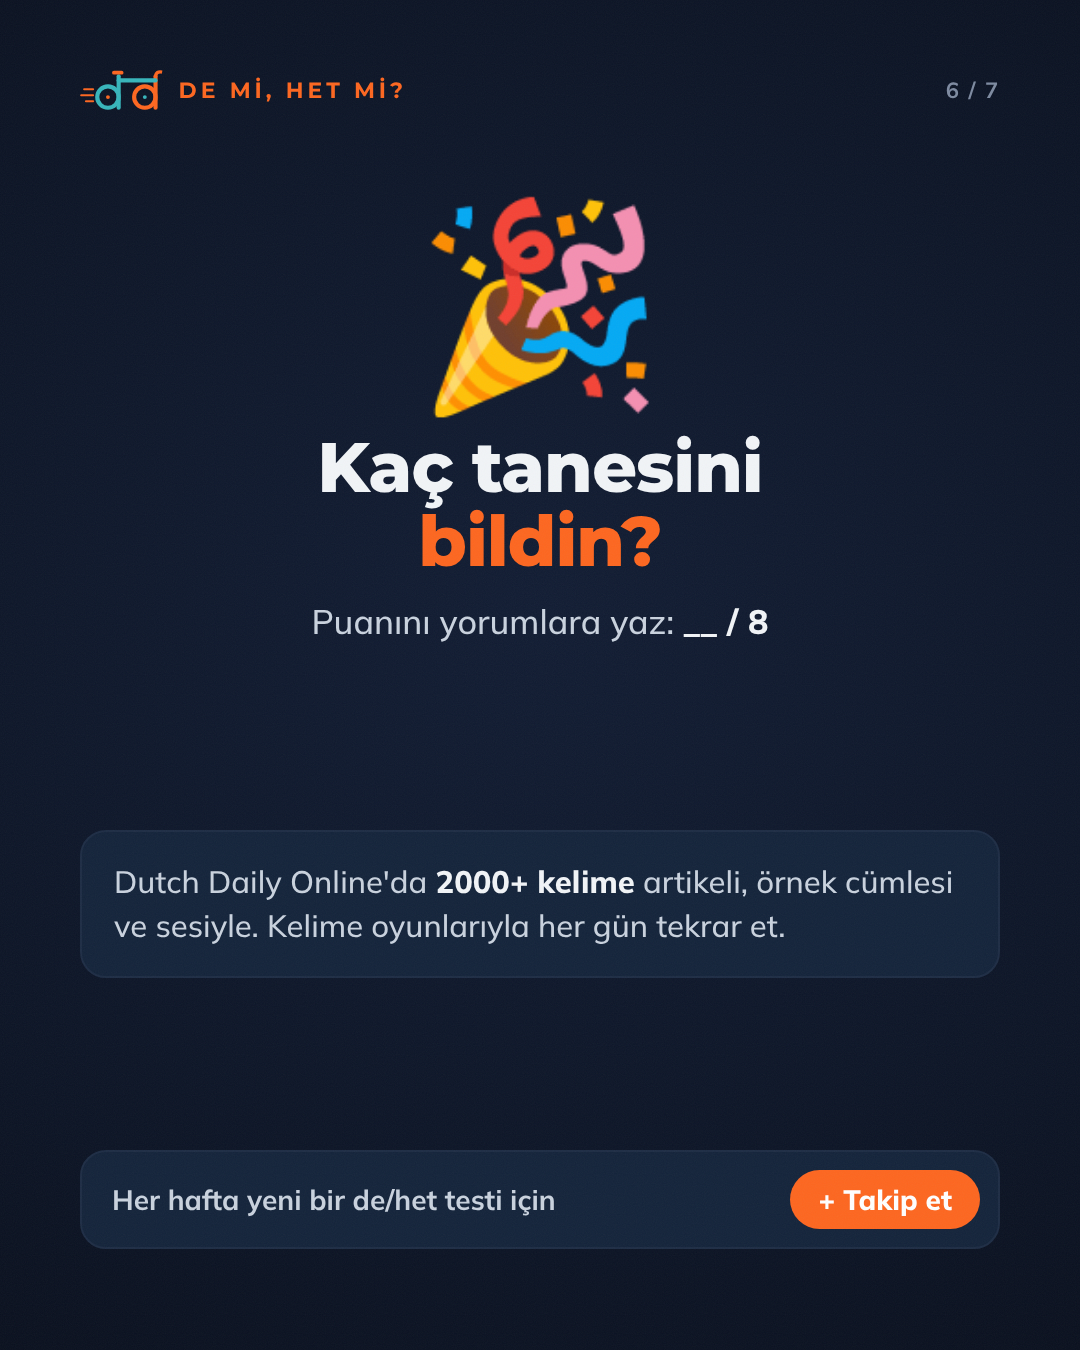 DE Mİ, HET Mİ?
6 / 7
Kaç tanesini
bildin?
Puanını yorumlara yaz: __ / 8
Dutch Daily Online'da 2000+ kelime artikeli, örnek cümlesi
ve sesiyle. Kelime oyunlarıyla her gün tekrar et.
Her hafta yeni bir de/het testi için
+ Takip et